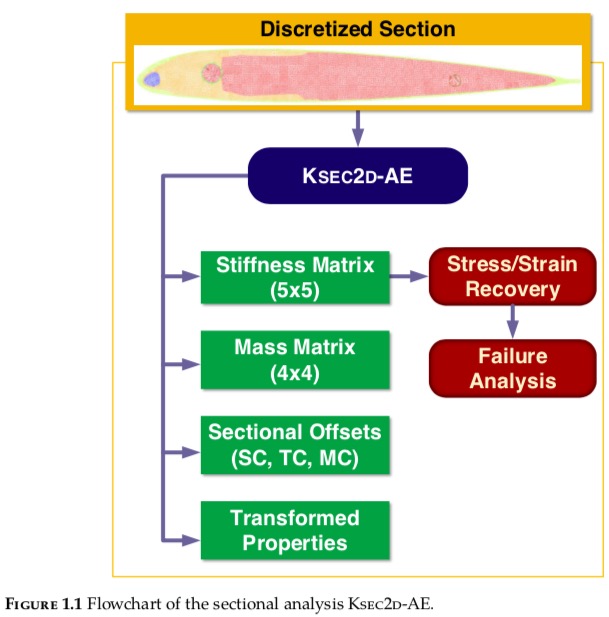 Discretized Section
KSEC2D-AE
Stiffness Matrix
(5x5)
Stress/Strain
Recovery
Mass Matrix
(4x4)
Failure
Analysis
Sectional Offsets
(SC, TC, MC)
Transformed
Properties
FIGURE 1.1 Flowchart of the sectional analysis KSEC2D-AE.